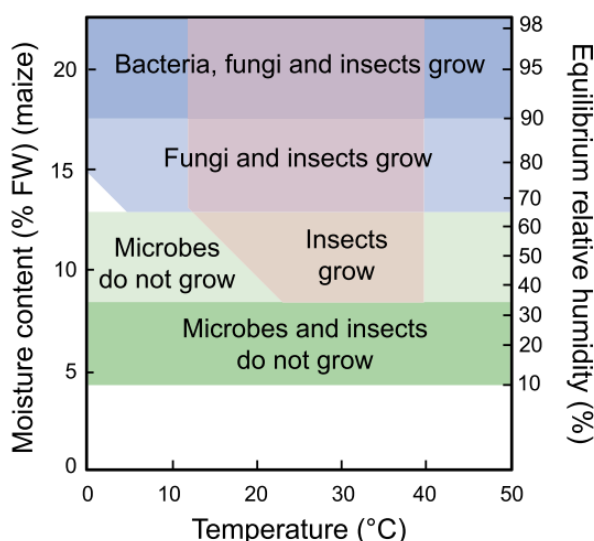 Moisture content (% FW) (maize)
20
15
10
5
0
Bacteria, fungi and insects grow
Fungi and insects grow
Microbes
do not grow
Insects
grow
Microbes and insects
do not grow
98
95
90
80
70
60
50
40
30
20
10
Equilibrium relative humidity (%)
0
10
20
30
40
50
Temperature (°C)